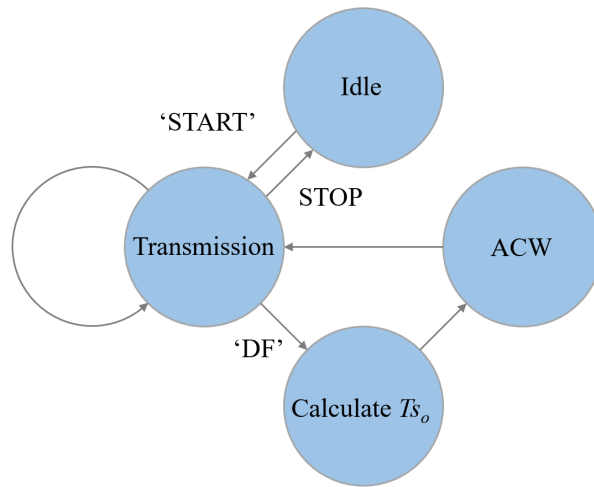 Idle
‘START’
STOP
Transmission
ACW
‘DF’
Calculate Tsₒ